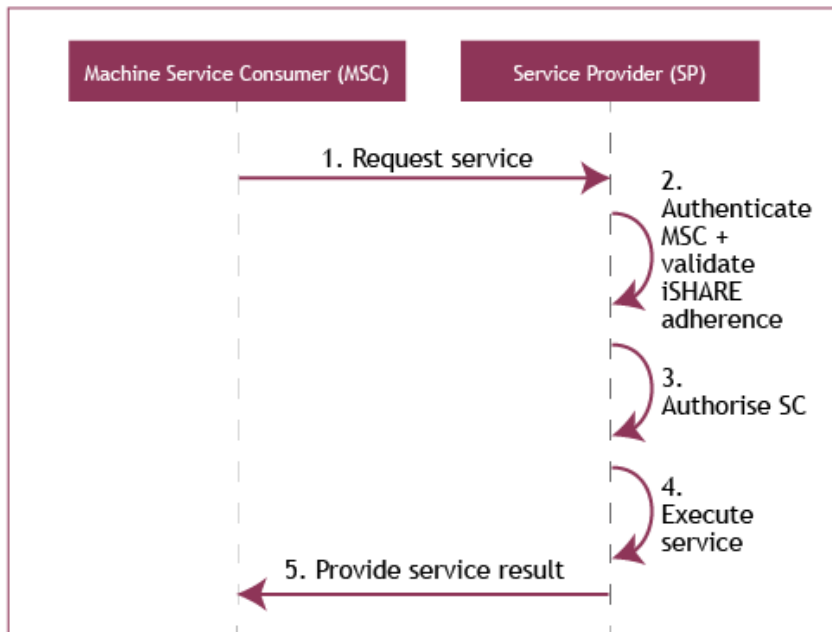 Machine Service Consumer (MSC)
Service Provider (SP)
1. Request service
2.
Authenticate
MSC +
validate
iSHARE
adherence
3.
Authorise SC
4.
Execute
service
5. Provide service result